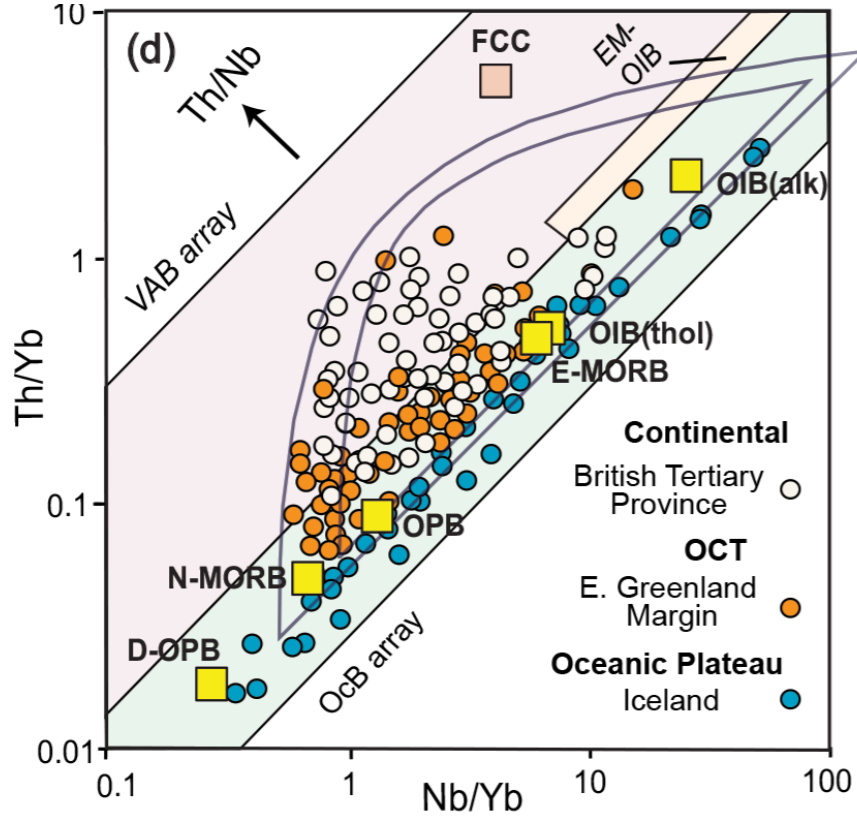 10
(d)
FCC
EM-
OIB
Th/Nb
VAB array
OIB(alk)
1
Th/Yb
OIB(thol)
E-MORB
Continental
British Tertiary
Province
0.1
OPB
OCT
N-MORB
E. Greenland
Margin
D-OPB
OcB array
Oceanic Plateau
Iceland
0.01
0.1
1
10
100
Nb/Yb